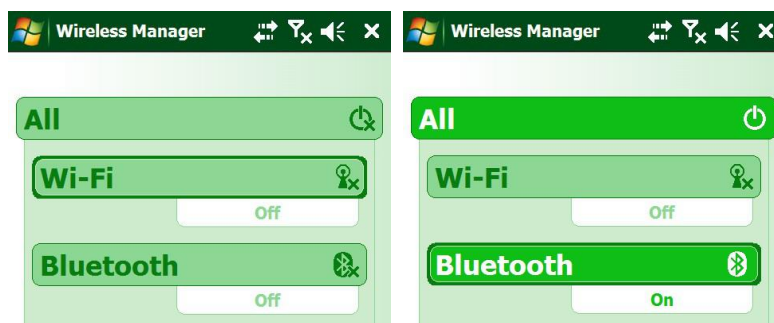 Wireless Manager
All
Wi-Fi
Off
Bluetooth
Off
Wireless Manager
All
Wi-Fi
Off
Bluetooth
On